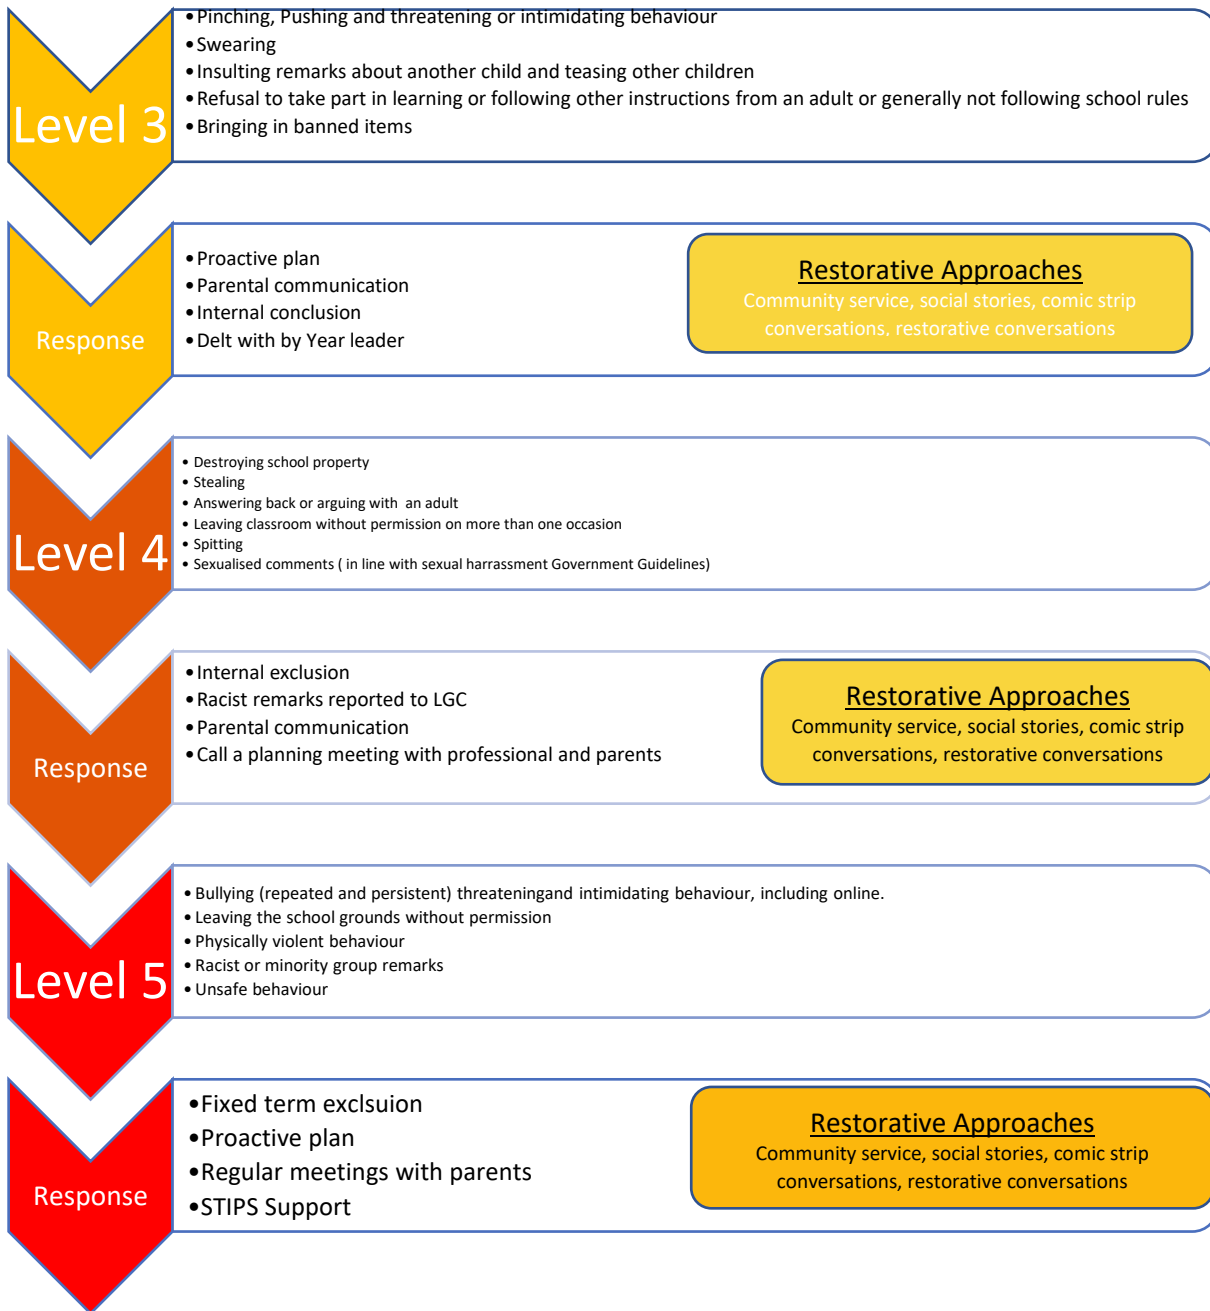 • Pinching, Pushing and threatening or intimidating behaviour
• Swearing
• Insulting remarks about another child and teasing other children
• Refusal to take part in learning or following other instructions from an adult or generally not following school rules
• Bringing in banned items
Level 3
• Proactive plan
• Parental communication
• Internal conclusion
• Delt with by Year leader
Response
Restorative Approaches
Community service, social stories, comic strip
conversations, restorative conversations
• Destroying school property
• Stealing
• Answering back or arguing with an adult
• Leaving classroom without permission on more than one occasion
• Spitting
• Sexualised comments ( in line with sexual harrassment Government Guidelines)
Level 4
• Internal exclusion
• Racist remarks reported to LGC
• Parental communication
• Call a planning meeting with professional and parents
Response
Restorative Approaches
Community service, social stories, comic strip
conversations, restorative conversations
• Bullying (repeated and persistent) threateningand intimidating behaviour, including online.
• Leaving the school grounds without permission
• Physically violent behaviour
• Racist or minority group remarks
• Unsafe behaviour
Level 5
• Fixed term exclsuion
• Proactive plan
• Regular meetings with parents
• STIPS Support
Response
Restorative Approaches
Community service, social stories, comic strip
conversations, restorative conversations